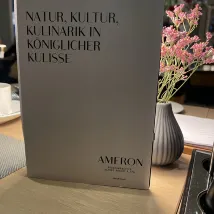 NATUR, KULTUR,
KULINARIK IN
KÖNIGLICHER
KULISSE
AMERON